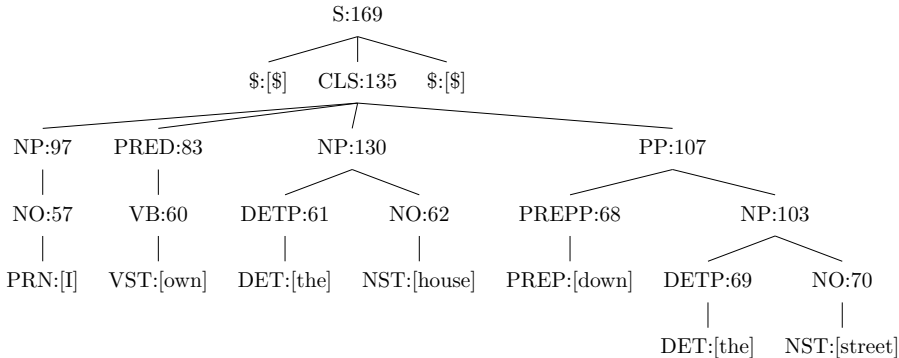 S:169
$:[$] CLS:135 $:[$]
NP:97 PRED:83 NP:130 PP:107
NO:57 VB:60 DETP:61 NO:62 PREPP:68 NP:103
PRN:[I] VST:[own] DET:[the] NST:[house] PREP:[down] DETP:69 NO:70
DET:[the] NST:[street]